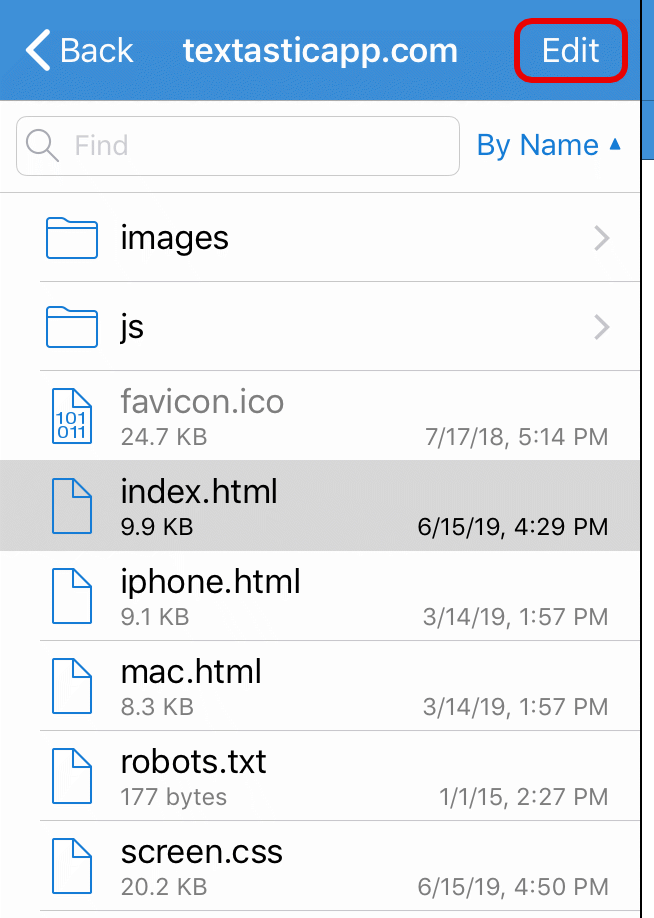 Back textasticapp.com Edit
Find By Name ▲
images
js
101
011
favicon.ico
24.7 KB 7/17/18, 5:14 PM
index.html
9.9 KB 6/15/19, 4:29 PM
iphone.html
9.1 KB 3/14/19, 1:57 PM
mac.html
8.3 KB 3/14/19, 1:57 PM
robots.txt
177 bytes 1/1/15, 2:27 PM
screen.css
20.2 KB 6/15/19, 4:50 PM